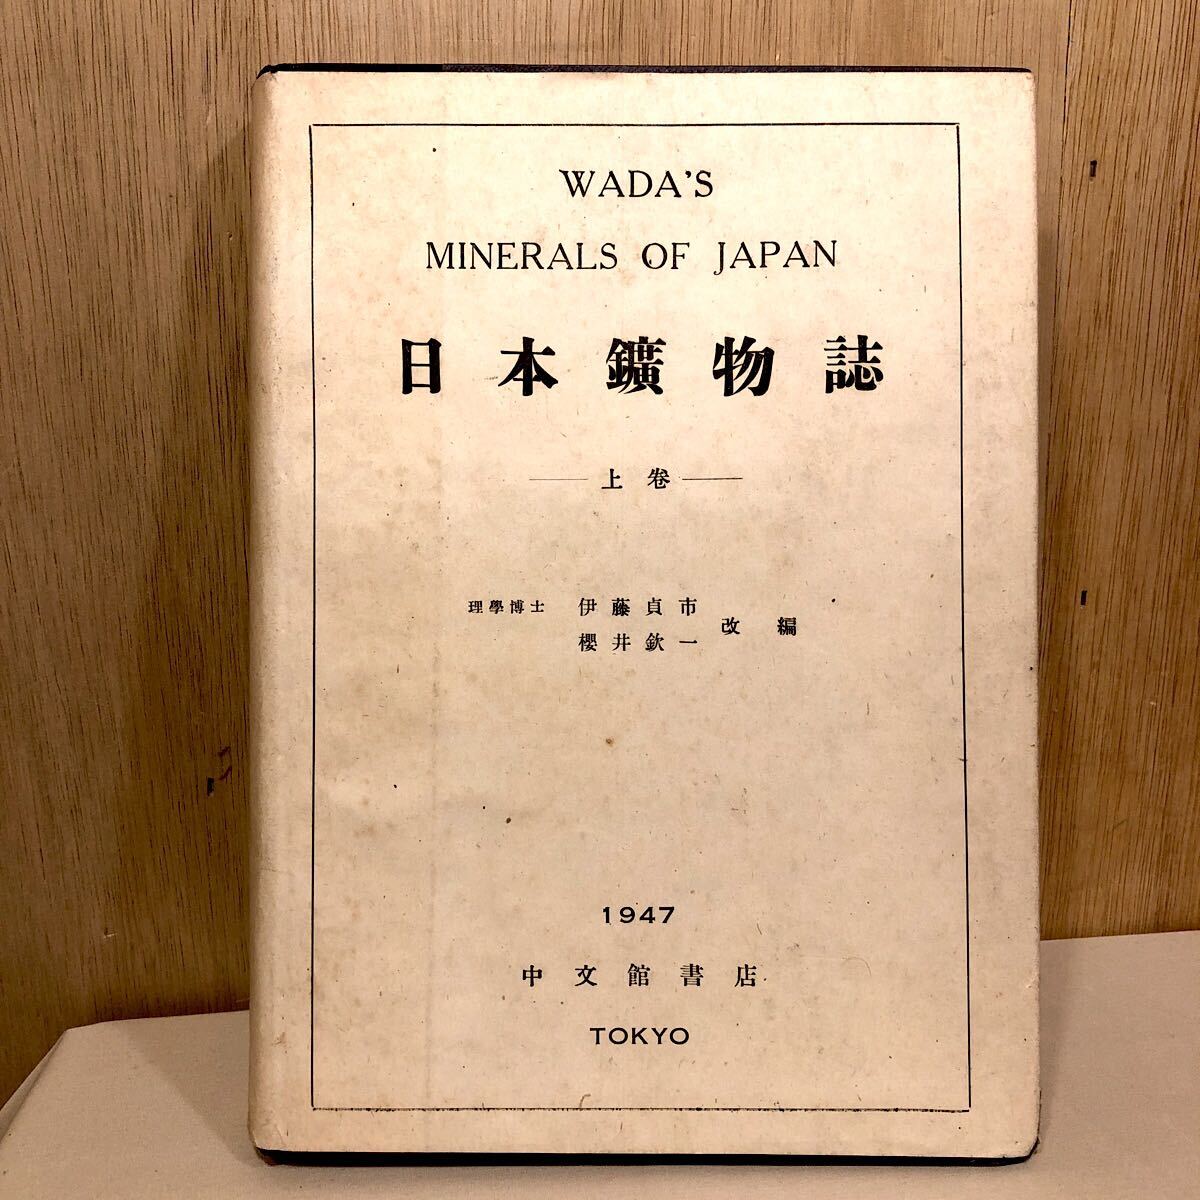 WADA'S
MINERALS OF JAPAN
日本鑛物誌
上卷
理學博士 伊藤貞市
櫻井欽一 改編
1947
中文館書店
TOKYO